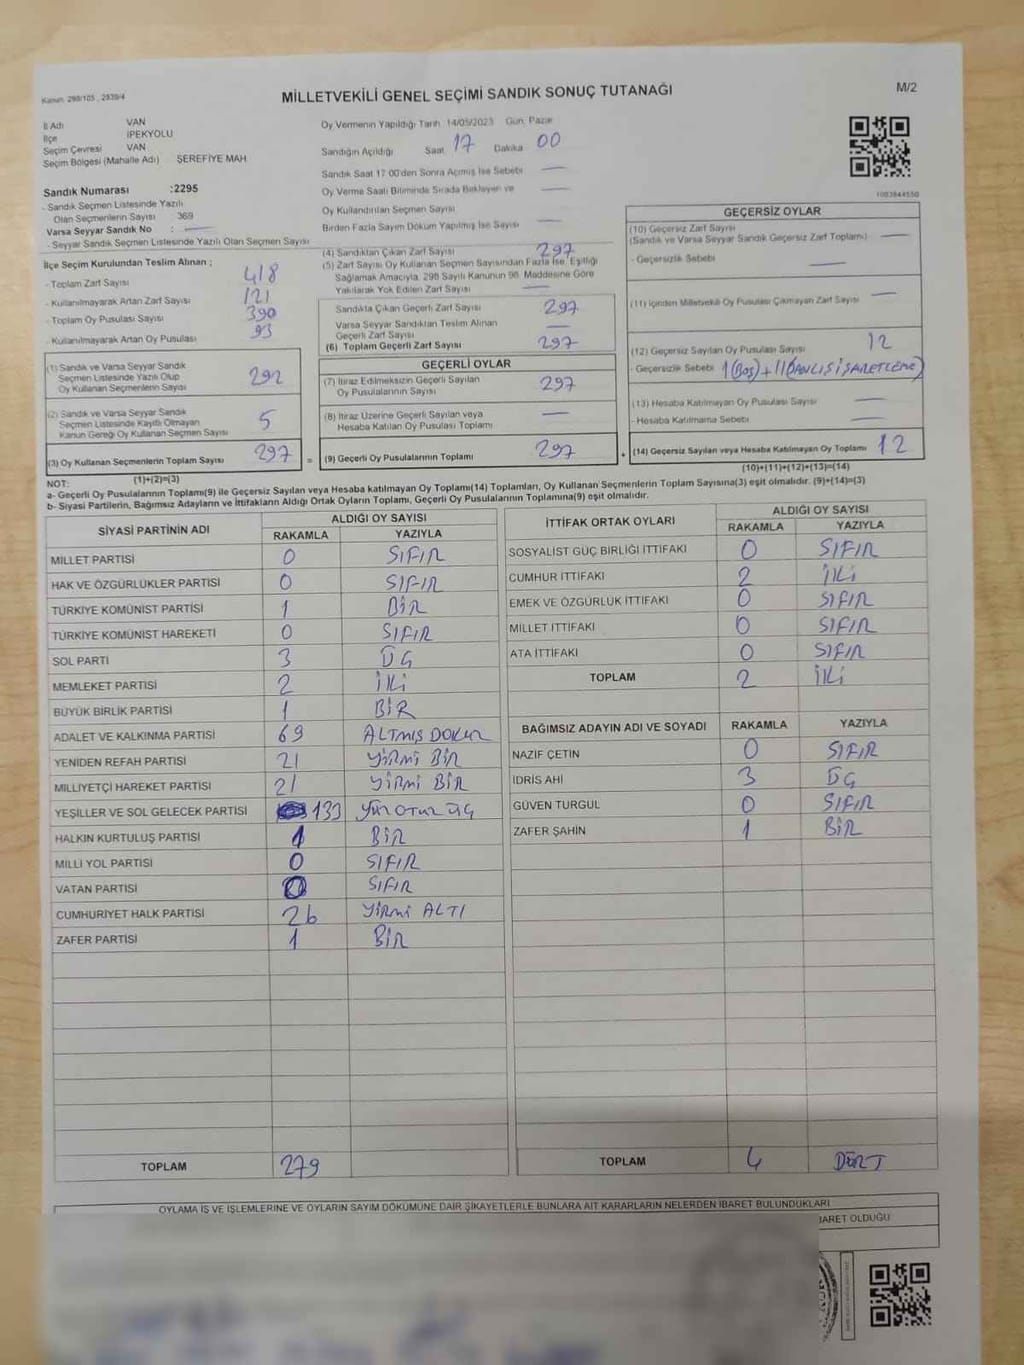 Kanun: 298/105 , 2839/4
MİLLETVEKİLİ GENEL SEÇİMİ SANDIK SONUÇ TUTANAĞI
M/2
İl Adı VAN
İlçe İPEKYOLU
Seçim Çevresi VAN
Seçim Bölgesi (Mahalle Adı) ŞEREFİYE MAH.
Sandık Numarası :2295
- Sandık Seçmen Listesinde Yazılı
Olan Seçmenlerin Sayısı 369
Varsa Seyyar Sandık No :
- Seyyar Sandık Seçmen Listesinde Yazılı Olan Seçmen Sayısı
Oy Vermenin Yapıldığı Tarih 14/05/2023 Gün, Pazar
Sandığın Açıldığı Saat 17 Dakika 00
Sandık Saat 17:00'den Sonra Açılmış İse Sebebi
Oy Verme Saati Bitiminde Sırada Bekleyen ve
Oy Kullandırılan Seçmen Sayısı
Birden Fazla Sayım Döküm Yapılmış İse Sayısı
1003844550
İlçe Seçim Kurulundan Teslim Alınan ;
- Toplam Zarf Sayısı 418
- Kullanılmayarak Artan Zarf Sayısı 121
- Toplam Oy Pusulası Sayısı 390
- Kullanılmayarak Artan Oy Pusulası 93
(1) Sandık ve Varsa Seyyar Sandık
Seçmen Listesinde Yazılı Olup
Oy Kullanan Seçmenlerin Sayısı 292
(2) Sandık ve Varsa Seyyar Sandık
Seçmen Listesinde Kayıtlı Olmayan
Kanun Gereği Oy Kullanan Seçmen Sayısı 5
(3) Oy Kullanan Seçmenlerin Toplam Sayısı 297
(1)+(2)=(3)
(4) Sandıktan Çıkan Zarf Sayısı 297
(5) Zarf Sayısı Oy Kullanan Seçmen Sayısından Fazla İse, Eşitliği
Sağlamak Amacıyla, 298 Sayılı Kanunun 98. Maddesine Göre
Yakılarak Yok Edilen Zarf Sayısı
Sandıkta Çıkan Geçerli Zarf Sayısı 297
Varsa Seyyar Sandıktan Teslim Alınan
Geçerli Zarf Sayısı
(6) Toplam Geçerli Zarf Sayısı 297
GEÇERLİ OYLAR
(7) İtiraz Edilmeksizin Geçerli Sayılan
Oy Pusulalarının Sayısı 297
(8) İtiraz Üzerine Geçerli Sayılan veya
Hesaba Katılan Oy Pusulası Toplamı
= (9) Geçerli Oy Pusulalarının Toplamı 297
GEÇERSİZ OYLAR
(10) Geçersiz Zarf Sayısı
(Sandık ve Varsa Seyyar Sandık Geçersiz Zarf Toplamı)
- Geçersizlik Sebebi
(11) İçinden Milletvekili Oy Pusulası Çıkmayan Zarf Sayısı
(12) Geçersiz Sayılan Oy Pusulası Sayısı 12
- Geçersizlik Sebebi 1 (BOŞ) + 11 (YANLIŞ İŞARETLEME)
(13) Hesaba Katılmayan Oy Pusulası Sayısı
- Hesaba Katılmama Sebebi
+ (14) Geçersiz Sayılan veya Hesaba Katılmayan Oy Toplamı 12
(10)+(11)+(12)+(13)=(14)
NOT:
a- Geçerli Oy Pusulalarının Toplamı(9) ile Geçersiz Sayılan veya Hesaba katılmayan Oy Toplamı(14) Toplamları, Oy Kullanan Seçmenlerin Toplam Sayısına(3) eşit olmalıdır. (9)+(14)=(3)
b- Siyasi Partilerin, Bağımsız Adayların ve İttifakların Aldığı Ortak Oyların Toplamı, Geçerli Oy Pusulalarının Toplamına(9) eşit olmalıdır.
SİYASİ PARTİNİN ADI ALDIĞI OY SAYISI
RAKAMLA YAZIYLA
MİLLET PARTİSİ 0 SIFIR
HAK VE ÖZGÜRLÜKLER PARTİSİ 0 SIFIR
TÜRKİYE KOMÜNİST PARTİSİ 1 BİR
TÜRKİYE KOMÜNİST HAREKETİ 0 SIFIR
SOL PARTİ 3 ÜÇ
MEMLEKET PARTİSİ 2 İKİ
BÜYÜK BİRLİK PARTİSİ 1 BİR
ADALET VE KALKINMA PARTİSİ 69 ALTMIŞ DOKUZ
YENİDEN REFAH PARTİSİ 21 YİRMİ BİR
MİLLİYETÇİ HAREKET PARTİSİ 21 YİRMİ BİR
YEŞİLLER VE SOL GELECEK PARTİSİ 133 YÜZ OTUZ ÜÇ
HALKIN KURTULUŞ PARTİSİ 1 BİR
MİLLİ YOL PARTİSİ 0 SIFIR
VATAN PARTİSİ 0 SIFIR
CUMHURİYET HALK PARTİSİ 26 YİRMİ ALTI
ZAFER PARTİSİ 1 BİR
TOPLAM 279
İTTİFAK ORTAK OYLARI ALDIĞI OY SAYISI
RAKAMLA YAZIYLA
SOSYALİST GÜÇ BİRLİĞİ İTTİFAKI 0 SIFIR
CUMHUR İTTİFAKI 2 İKİ
EMEK VE ÖZGÜRLÜK İTTİFAKI 0 SIFIR
MİLLET İTTİFAKI 0 SIFIR
ATA İTTİFAKI 0 SIFIR
TOPLAM 2 İKİ
BAĞIMSIZ ADAYIN ADI VE SOYADI RAKAMLA YAZIYLA
NAZİF ÇETİN 0 SIFIR
İDRİS AHİ 3 ÜÇ
GÜVEN TURGUL 0 SIFIR
ZAFER ŞAHİN 1 BİR
TOPLAM 4 DÖRT
OYLAMA İŞ VE İŞLEMLERİNE VE OYLARIN SAYIM DÖKÜMÜNE DAİR ŞİKAYETLERLE BUNLARA AİT KARARLARIN NELERDEN İBARET BULUNDUKLARI
İBARET OLDUĞU